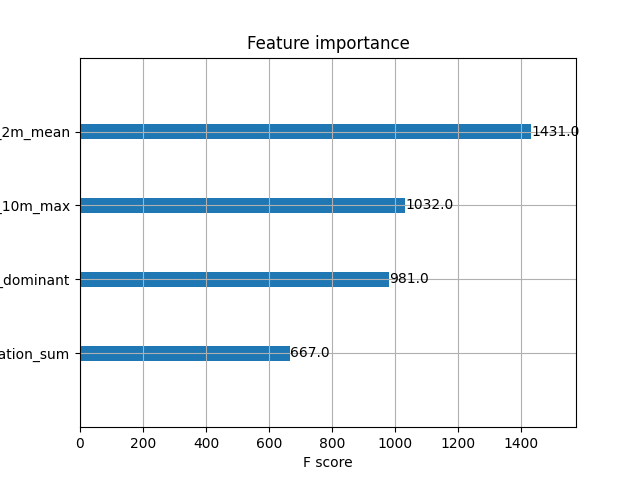 Feature importance
_2m_mean
1431.0
_10m_max
1032.0
_dominant
981.0
ation_sum
667.0
0 200 400 600 800 1000 1200 1400
F score